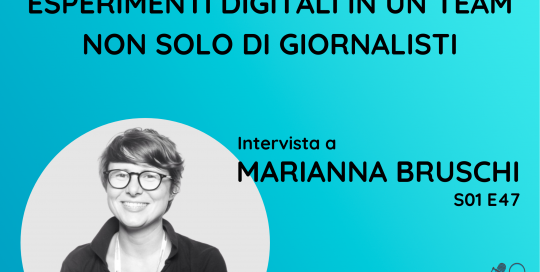 ESPERIMENTI DIGITALI IN UN TEAM
NON SOLO DI GIORNALISTI
Intervista a
MARIANNA BRUSCHI
S01 E47